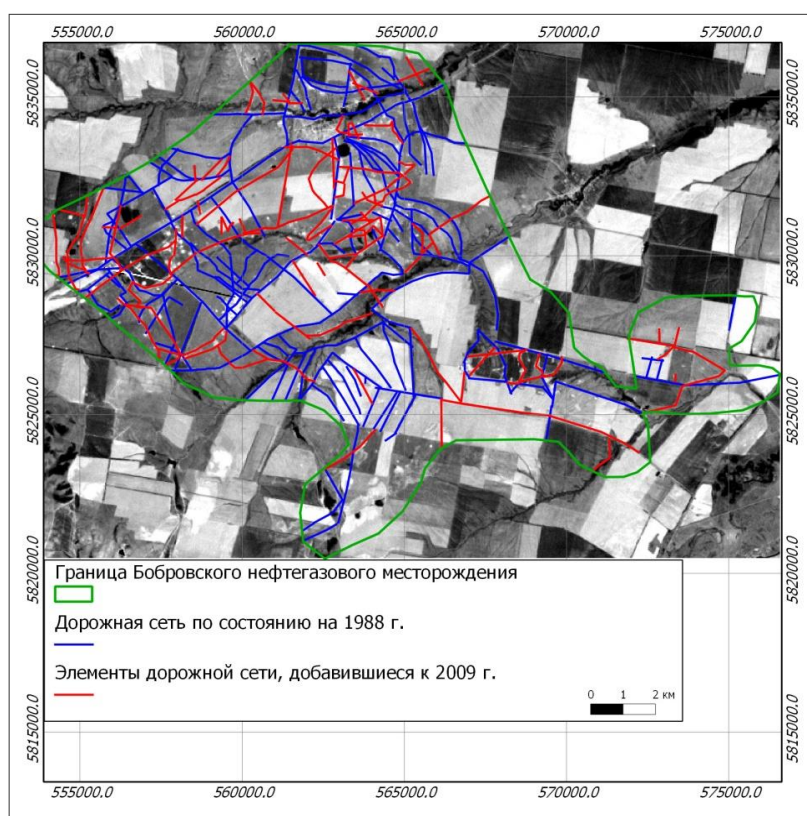 555000.0 560000.0 565000.0 570000.0 575000.0
5835000.0 5835000.0
5830000.0 5830000.0
5825000.0 5825000.0
5820000.0 5820000.0
Граница Бобровского нефтегазового месторождения
Дорожная сеть по состоянию на 1988 г.
Элементы дорожной сети, добавившиеся к 2009 г.
0 1 2 км
5815000.0 5815000.0
555000.0 560000.0 565000.0 570000.0 575000.0